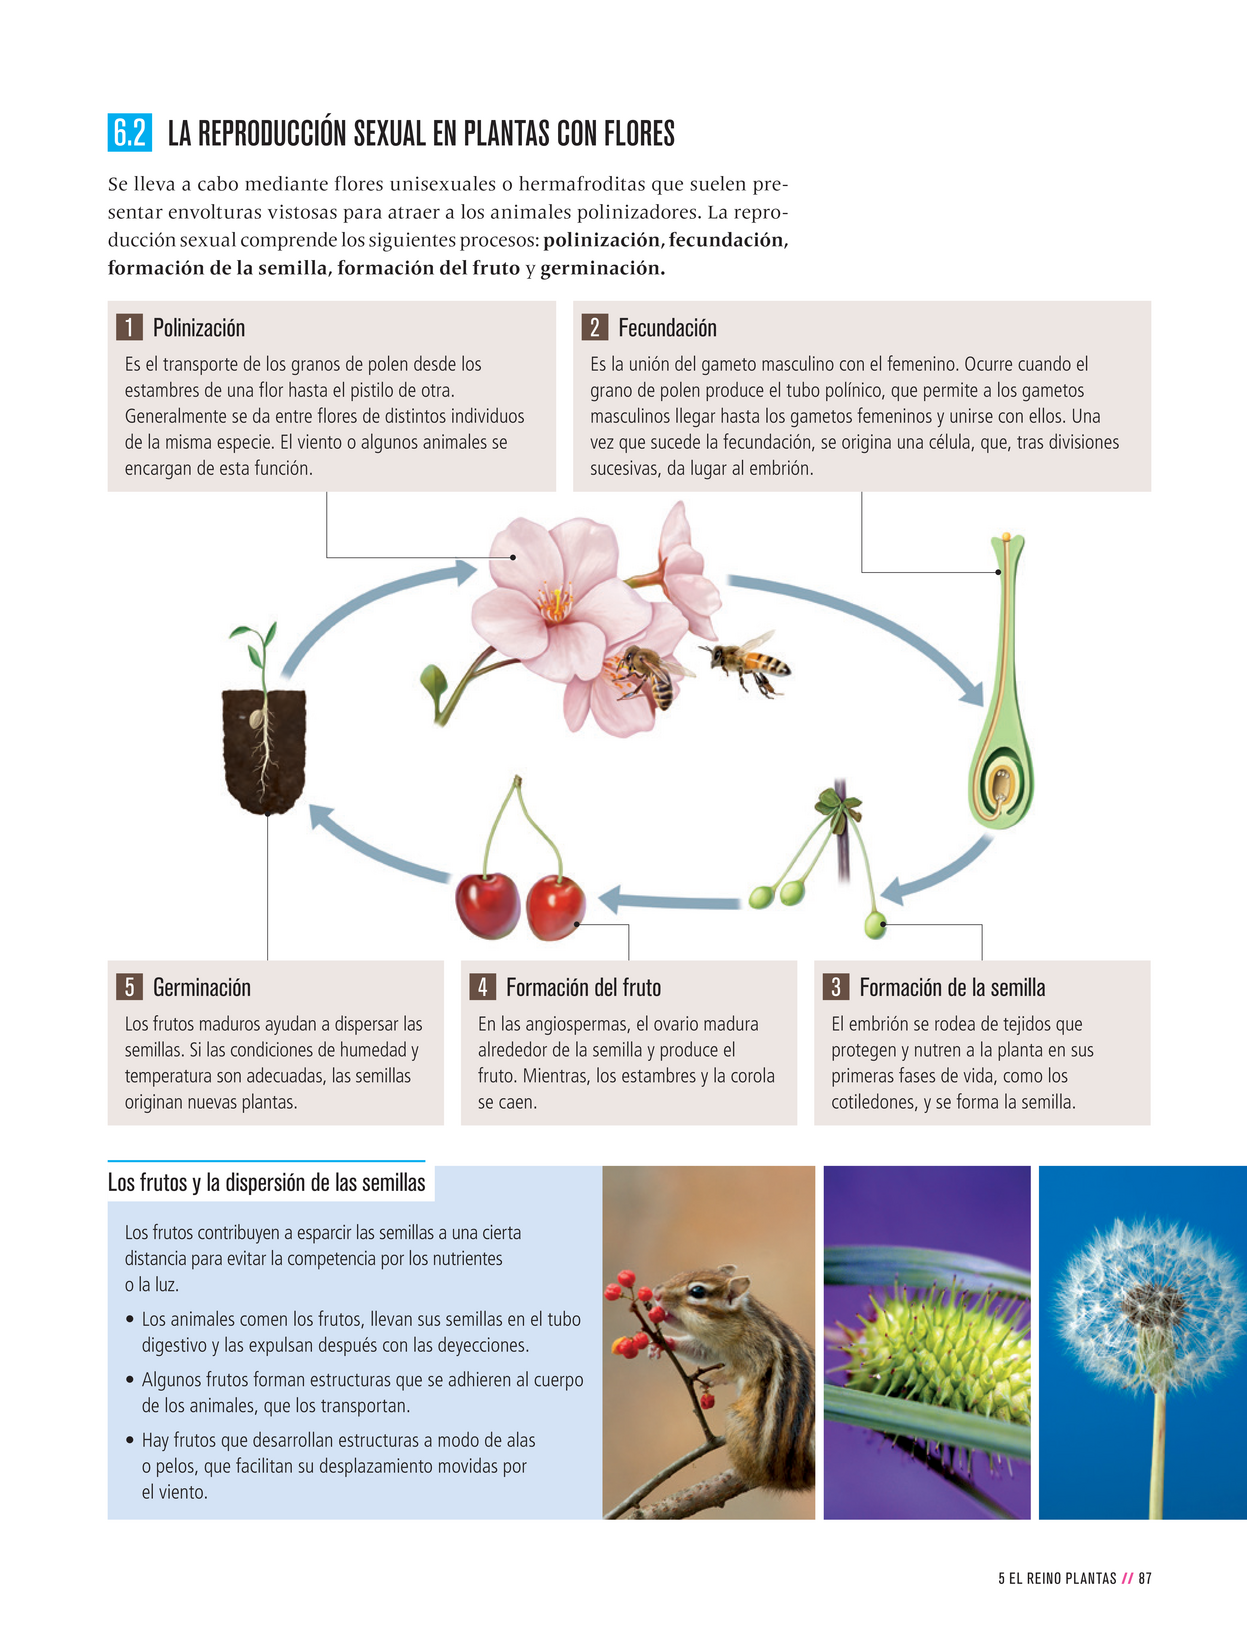 6.2 LA REPRODUCCIÓN SEXUAL EN PLANTAS CON FLORES
Se lleva a cabo mediante flores unisexuales o hermafroditas que suelen pre-
sentar envolturas vistosas para atraer a los animales polinizadores. La repro-
ducción sexual comprende los siguientes procesos: polinización, fecundación,
formación de la semilla, formación del fruto y germinación.
1 Polinización
Es el transporte de los granos de polen desde los
estambres de una flor hasta el pistilo de otra.
Generalmente se da entre flores de distintos individuos
de la misma especie. El viento o algunos animales se
encargan de esta función.
2 Fecundación
Es la unión del gameto masculino con el femenino. Ocurre cuando el
grano de polen produce el tubo polínico, que permite a los gametos
masculinos llegar hasta los gametos femeninos y unirse con ellos. Una
vez que sucede la fecundación, se origina una célula, que, tras divisiones
sucesivas, da lugar al embrión.
5 Germinación
Los frutos maduros ayudan a dispersar las
semillas. Si las condiciones de humedad y
temperatura son adecuadas, las semillas
originan nuevas plantas.
4 Formación del fruto
En las angiospermas, el ovario madura
alrededor de la semilla y produce el
fruto. Mientras, los estambres y la corola
se caen.
3 Formación de la semilla
El embrión se rodea de tejidos que
protegen y nutren a la planta en sus
primeras fases de vida, como los
cotiledones, y se forma la semilla.
Los frutos y la dispersión de las semillas
Los frutos contribuyen a esparcir las semillas a una cierta
distancia para evitar la competencia por los nutrientes
o la luz.
• Los animales comen los frutos, llevan sus semillas en el tubo
digestivo y las expulsan después con las deyecciones.
• Algunos frutos forman estructuras que se adhieren al cuerpo
de los animales, que los transportan.
• Hay frutos que desarrollan estructuras a modo de alas
o pelos, que facilitan su desplazamiento movidas por
el viento.
5 EL REINO PLANTAS // 87